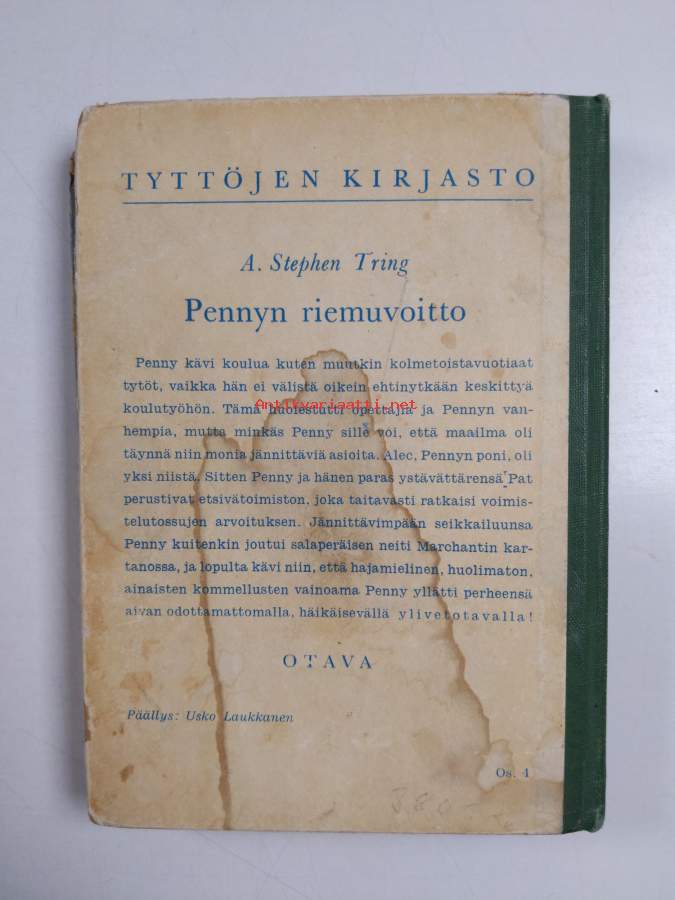 TYTTÖJEN KIRJASTO
A. Stephen Tring
Pennyn riemuvoitto
Penny kävi koulua kuten muutkin kolmetoistavuotiaat
tytöt, vaikka hän ei välistä oikein ehtinytkään keskittyä
koulutyöhön. Tämä huolestutti opettajia ja Pennyn van-
hempia, mutta minkäs Penny sille voi, että maailma oli
täynnä niin monia jännittäviä asioita. Alec, Pennyn poni, oli
yksi niistä. Sitten Penny ja hänen paras ystävättärensä Pat
perustivat etsivätoimiston, joka taitavasti ratkaisi voimis-
telutossujen arvoituksen. Jännittävimpään seikkailuunsa
Penny kuitenkin joutui salaperäisen neiti Marchantin kar-
tanossa, ja lopulta kävi niin, että hajamielinen, huolimaton,
ainaisten kommellusten vainoama Penny yllätti perheensä
aivan odottamattomalla, häikäisevällä ylivetotavalla!
OTAVA
Päällys: Usko Laukkanen
Os. 4